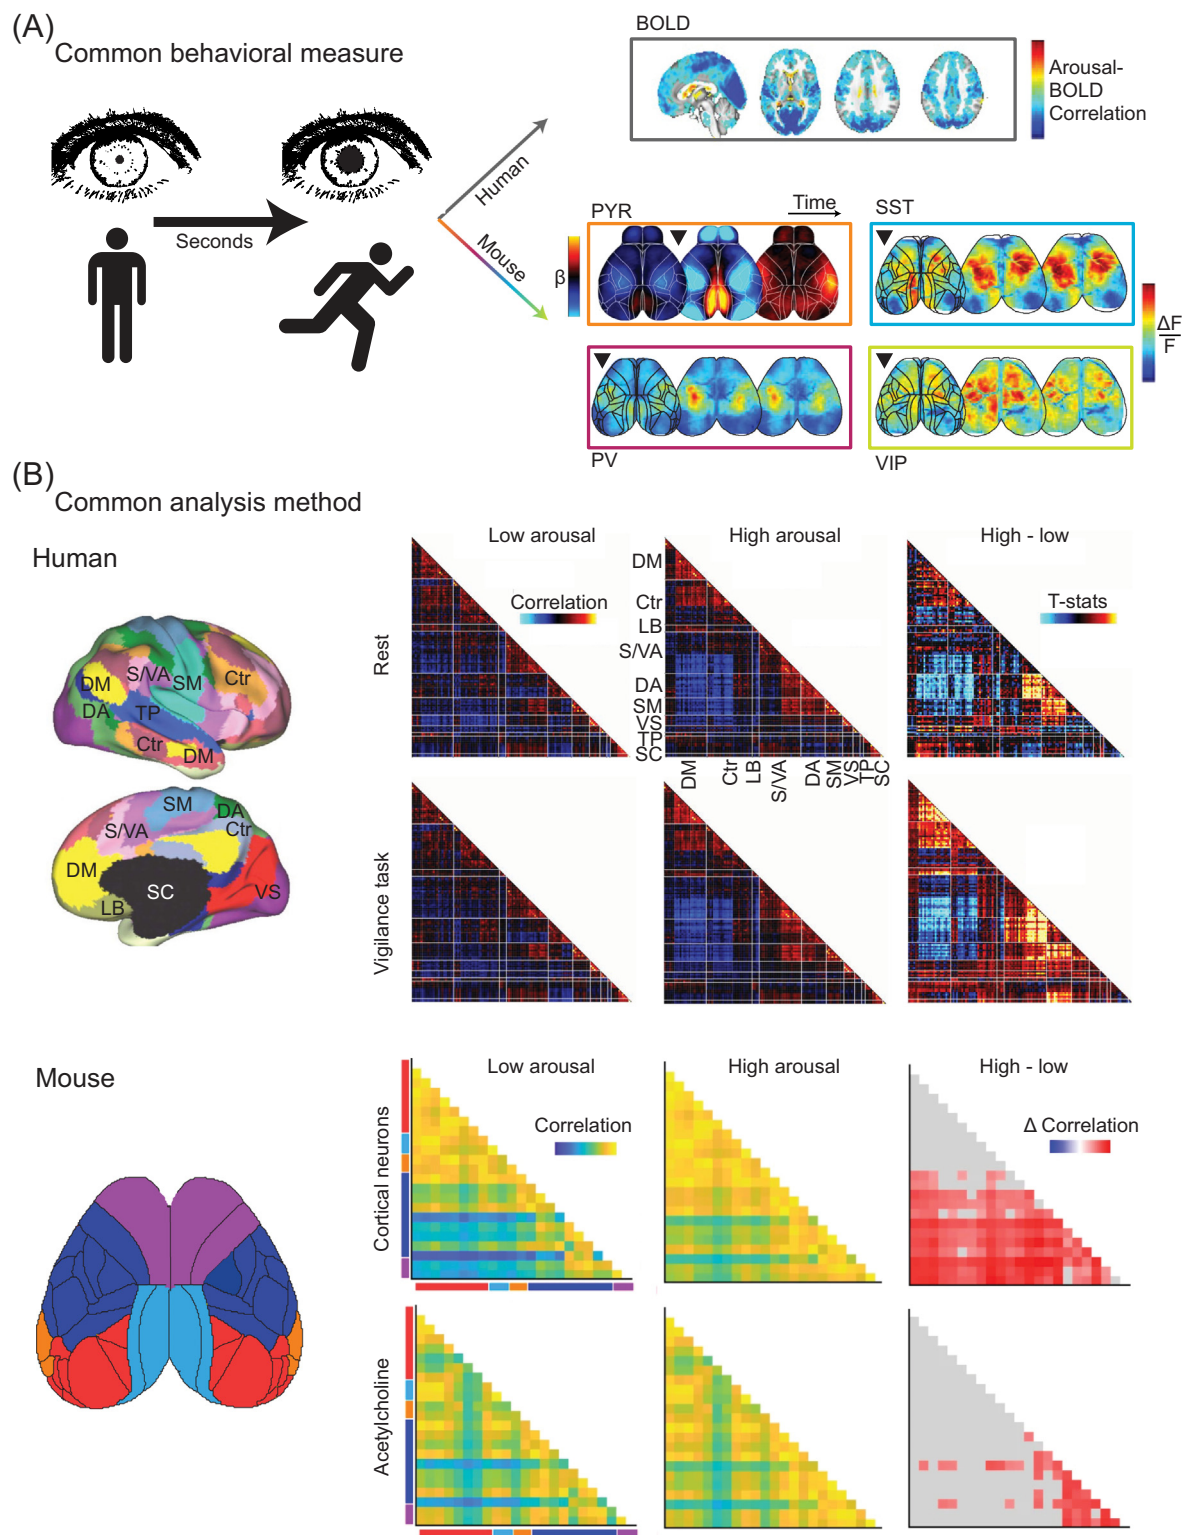 (A)
Common behavioral measure
Seconds
Human
Mouse
BOLD
Arousal-
BOLD
Correlation
PYR
Time
β
SST
ΔF
F
PV
VIP
(B)
Common analysis method
Human
DM
S/VA
SM
Ctr
DA
TP
Ctr
DM
SM
DA
S/VA
Ctr
DM
SC
VS
LB
Low arousal
High arousal
High - low
Rest
Correlation
DM
Ctr
LB
S/VA
DA
SM
VS
TP
SC
T-stats
DM
Ctr
LB
S/VA
DA
SM
VS
TP
SC
Vigilance task
Mouse
Low arousal
High arousal
High - low
Cortical neurons
Correlation
Δ Correlation
Acetylcholine